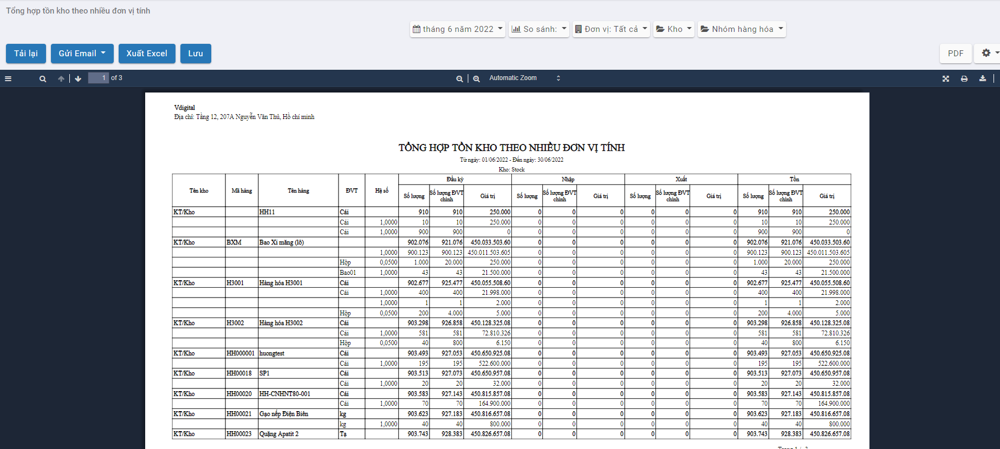 Tổng hợp tồn kho theo nhiều đơn vị tính
tháng 6 năm 2022 So sánh: Đơn vị: Tất cả Kho Nhóm hàng hóa
Tải lại Gửi Email Xuất Excel Lưu PDF
1 of 3 Automatic Zoom
Vdigital
Địa chỉ: Tầng 12, 207A Nguyễn Văn Thủ, Hồ chí minh
TỔNG HỢP TỒN KHO THEO NHIỀU ĐƠN VỊ TÍNH
Từ ngày: 01/06/2022 - Đến ngày: 30/06/2022
Kho: Stock
Tên kho Mã hàng Tên hàng ĐVT Hệ số Đầu kỳ Nhập Xuất Tồn
Số lượng Số lượng ĐVT chính Giá trị Số lượng Số lượng ĐVT chính Giá trị Số lượng Số lượng ĐVT chính Giá trị Số lượng Số lượng ĐVT chính Giá trị
KT/Kho HH11 Cái 910 910 250.000 0 0 0 0 0 0 910 910 250.000
Cái 1,0000 10 10 250.000 0 0 0 0 0 0 10 10 250.000
Cái 1,0000 900 900 0 0 0 0 0 0 0 900 900 0
KT/Kho BXM Bao Xi măng (lô) 902.076 921.076 450.033.503.60 0 0 0 0 0 0 902.076 921.076 450.033.503.60
1,0000 900.123 900.123 450.011.503.605 0 0 0 0 0 0 900.123 900.123 450.011.503.605
Hộp 0,0500 1.000 20.000 250.000 0 0 0 0 0 0 1.000 20.000 250.000
Bao01 1,0000 43 43 21.500.000 0 0 0 0 0 0 43 43 21.500.000
KT/Kho H3001 Hàng hóa H3001 Cái 902.677 925.477 450.055.508.60 0 0 0 0 0 0 902.677 925.477 450.055.508.60
Cái 1,0000 400 400 21.998.000 0 0 0 0 0 0 400 400 21.998.000
1,0000 1 1 2.000 0 0 0 0 0 0 1 1 2.000
Hộp 0,0500 200 4.000 5.000 0 0 0 0 0 0 200 4.000 5.000
KT/Kho H3002 Hàng hóa H3002 Cái 903.298 926.858 450.128.325.08 0 0 0 0 0 0 903.298 926.858 450.128.325.08
Cái 1,0000 581 581 72.810.326 0 0 0 0 0 0 581 581 72.810.326
Hộp 0,0500 40 800 6.150 0 0 0 0 0 0 40 800 6.150
KT/Kho HH000001 huongtest Cái 903.493 927.053 450.650.925.08 0 0 0 0 0 0 903.493 927.053 450.650.925.08
Cái 1,0000 195 195 522.600.000 0 0 0 0 0 0 195 195 522.600.000
KT/Kho HH00018 SP1 Cái 903.513 927.073 450.650.957.08 0 0 0 0 0 0 903.513 927.073 450.650.957.08
Cái 1,0000 20 20 32.000 0 0 0 0 0 0 20 20 32.000
KT/Kho HH00020 HH-CNHNT80-001 Cái 903.583 927.143 450.815.857.08 0 0 0 0 0 0 903.583 927.143 450.815.857.08
Cái 1,0000 70 70 164.900.000 0 0 0 0 0 0 70 70 164.900.000
KT/Kho HH00021 Gạo nếp Điện Biên kg 903.623 927.183 450.816.657.08 0 0 0 0 0 0 903.623 927.183 450.816.657.08
kg 1,0000 40 40 800.000 0 0 0 0 0 0 40 40 800.000
KT/Kho HH00023 Quặng Apatit 2 Tạ 903.743 928.383 450.826.657.08 0 0 0 0 0 0 903.743 928.383 450.826.657.08